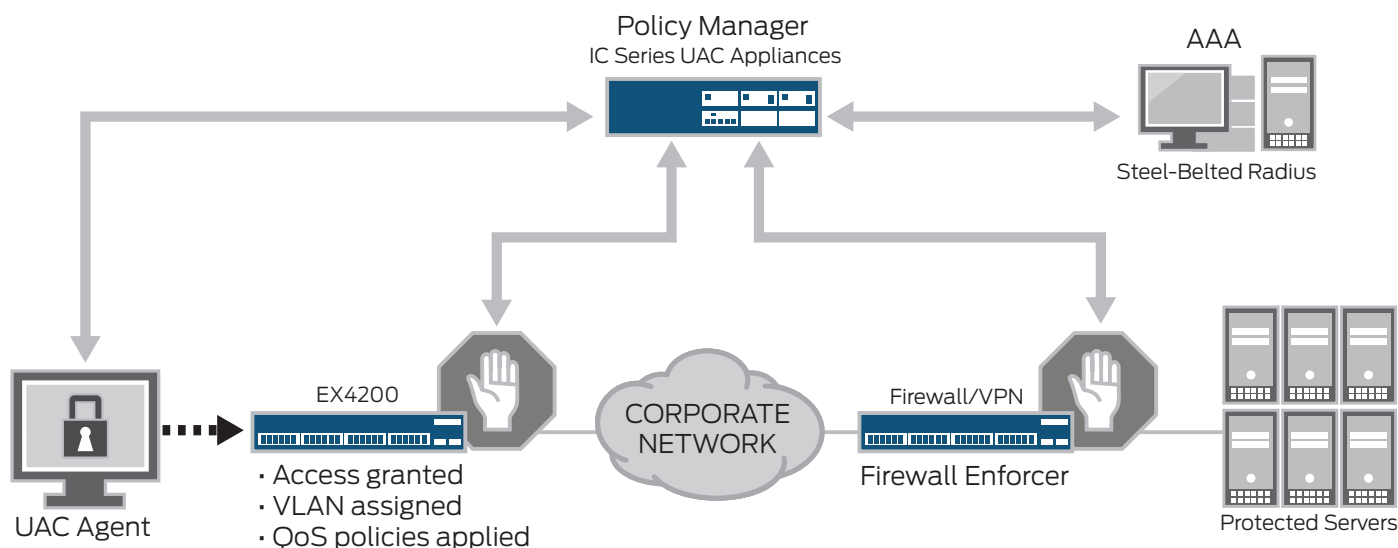 Policy Manager
IC Series UAC Appliances
AAA
Steel-Belted Radius
EX4200
Firewall/VPN
CORPORATE
NETWORK
· Access granted
· VLAN assigned
· QoS policies applied
Firewall Enforcer
UAC Agent
Protected Servers